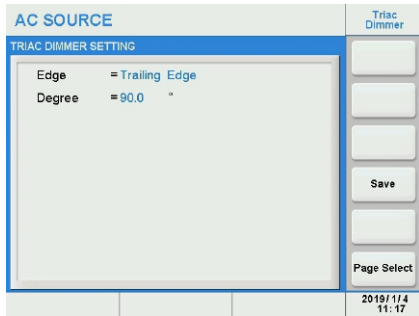 AC SOURCE
Triac
Dimmer
TRIAC DIMMER SETTING
Edge =Trailing Edge
Degree =90.0 °
Save
Page Select
2019/1/4
11:17